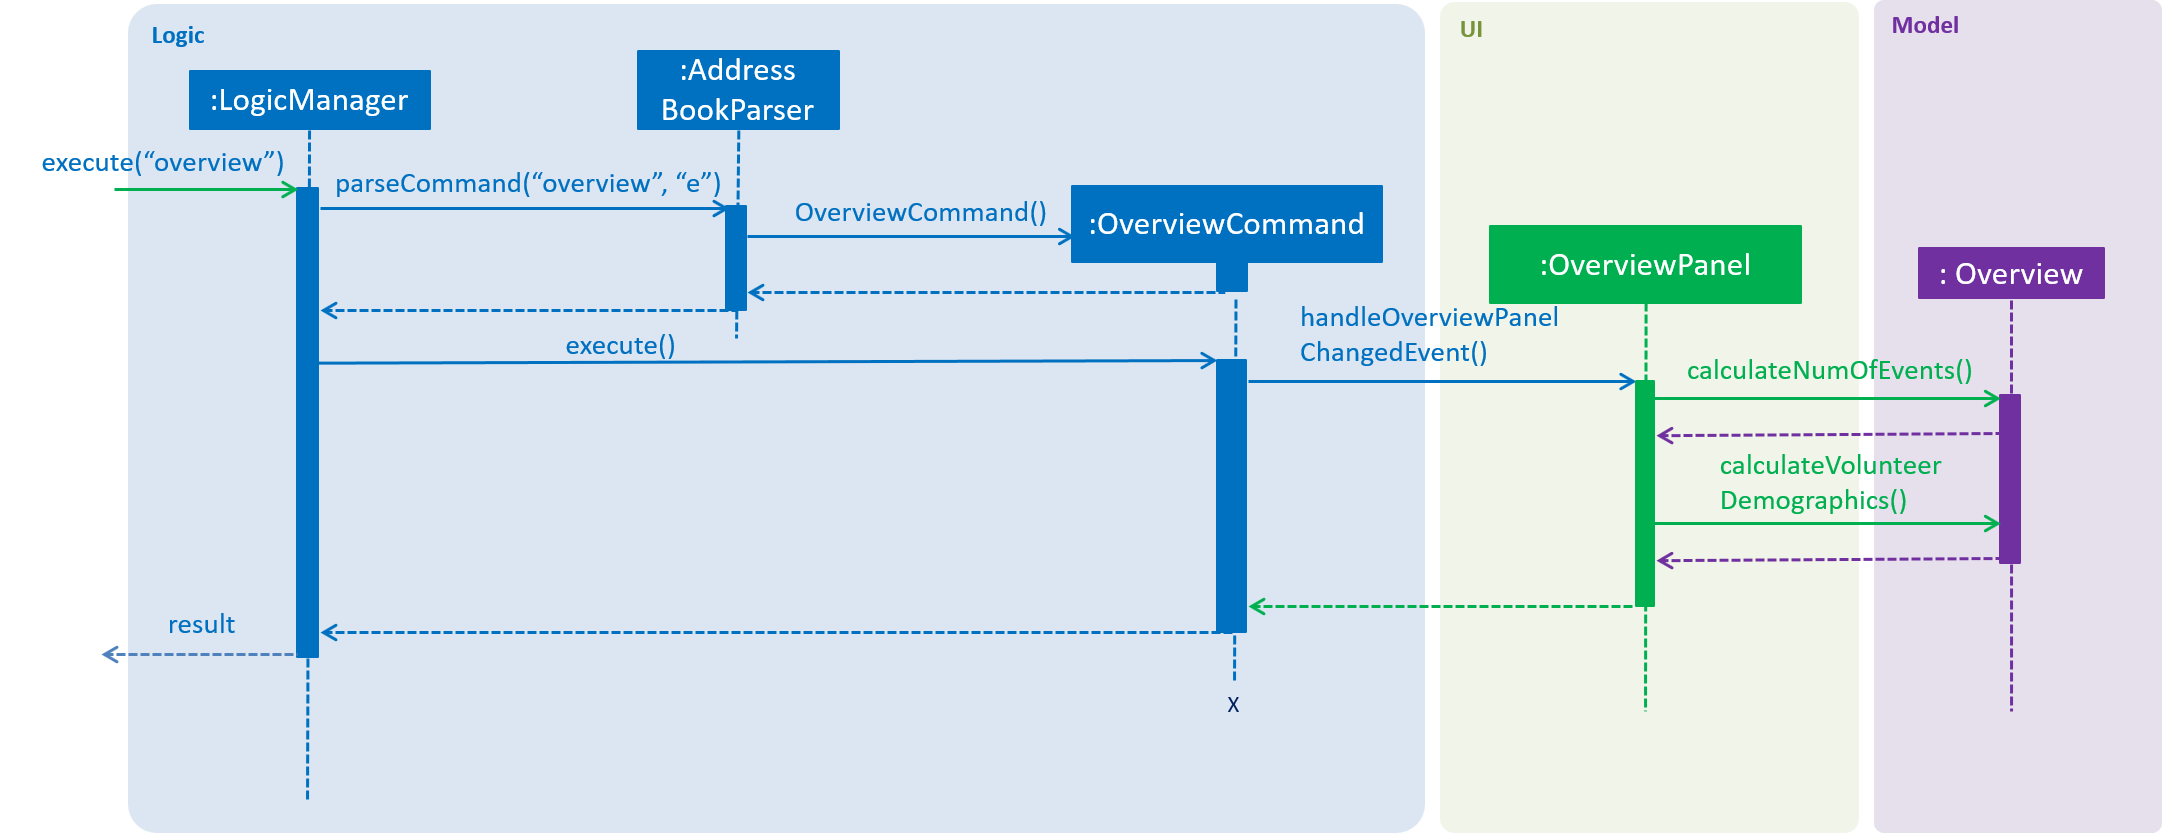 Logic
UI
Model
:LogicManager
:Address
BookParser
execute(“overview”)
parseCommand(“overview”, “e”)
OverviewCommand()
:OverviewCommand
:OverviewPanel
: Overview
handleOverviewPanel
ChangedEvent()
execute()
calculateNumOfEvents()
calculateVolunteer
Demographics()
result
X